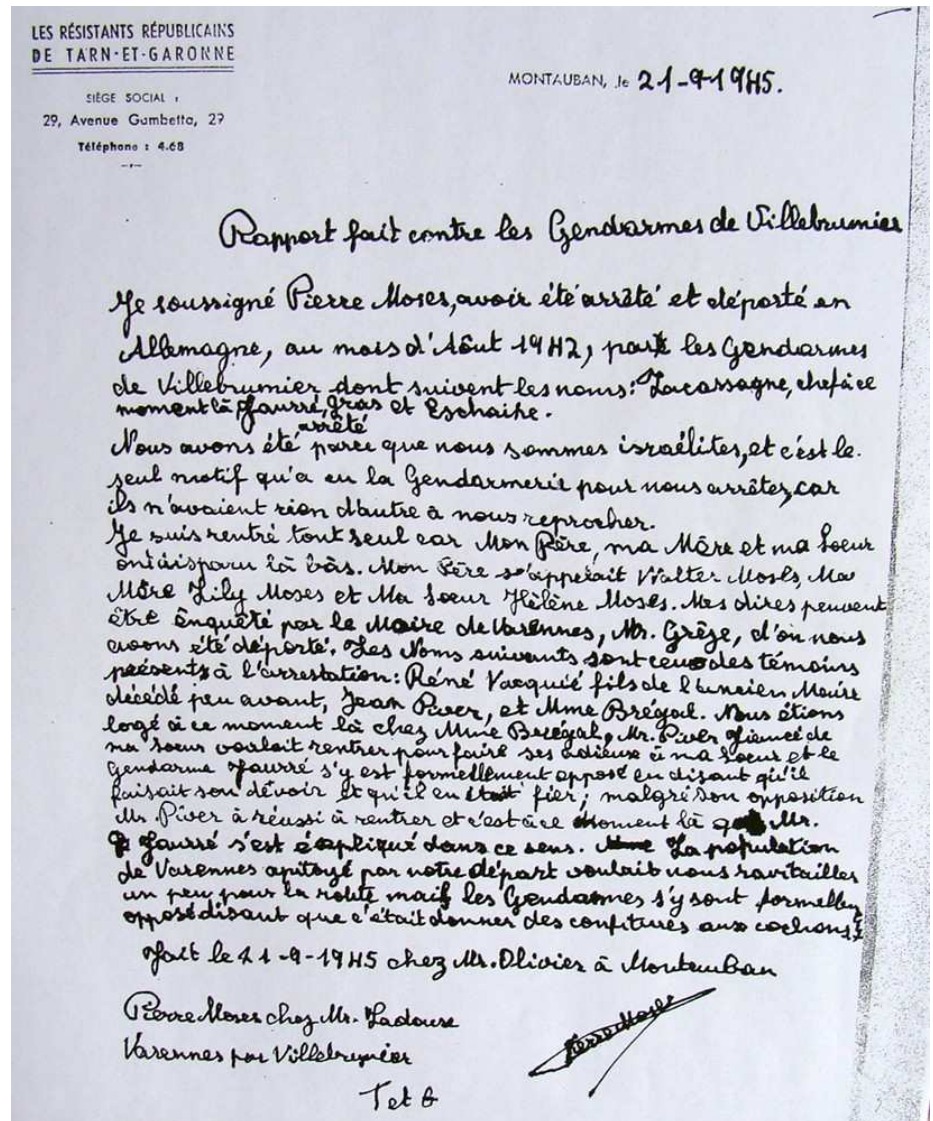 LES RÉSISTANTS RÉPUBLICAINS
DE TARN-ET-GARONNE
SIÈGE SOCIAL :
29, Avenue Gambetta, 29
Téléphone : 4.68
MONTAUBAN, le 21-9-1945.
Rapport fait contre les Gendarmes de Villebrumier
Je soussigné Pierre Moses, avoir été arrêté et déporté en
Allemagne, au mois d'Aôut 1942, par les Gendarmes
de Villebrumier dont suivent les noms: Lacassagne, chef à ce
moment là Faurré, Gras et Eschaihe.
arrêté
Nous avons été parce que nous sommes israélites, et c'est le
seul motif qu'a eu la Gendarmerie pour nous arrêter, car
ils n'avaient rien d'autre à nous reprocher.
Je suis rentré tout seul car Mon Père, ma Mère et ma Soeur
ont disparu là bàs. Mon Père s'appelait Walter Moses, Ma
Mère Lily Moses et Ma Soeur Hélène Moses. Mes dires peuvent
être enquêté par le Maire de Varennes, Mr. Grèze, d'où nous
avons été déporté. Les Noms suivants sont ceux des témoins
présents à l'arrestation: Réné Vacquié fils de l'ancien Maire
décédé peu avant, Jean Piver, et Mme Brégal. Nous étions
logé à ce moment là chez Mme Brégal, Mr. Piver fiancé de
ma soeur voulait rentrer pour faire ses adieux à ma soeur et le
Gendarme Faurré s'y est formellement opposé en disant qu'il
faisait son dévoir et qu'il en était fier; malgré son opposition
Mr. Piver à réussi à rentrer et c'est à ce moment là que Mr.
Faurré s'est éxpliqué dans ce sens. La population
de Varennes apitoyé par notre départ voulait nous ravitailler
un peu pour la route mais les Gendarmes s'y sont
opposé disant que c'était donner des confitures aux cochons.
Fait le 21-9-1945 chez Mr. Olivier à Montauban
Pierre Moses chez Mr. Ladouse
Varennes par Villebrumier
T et G
Pierre Moses